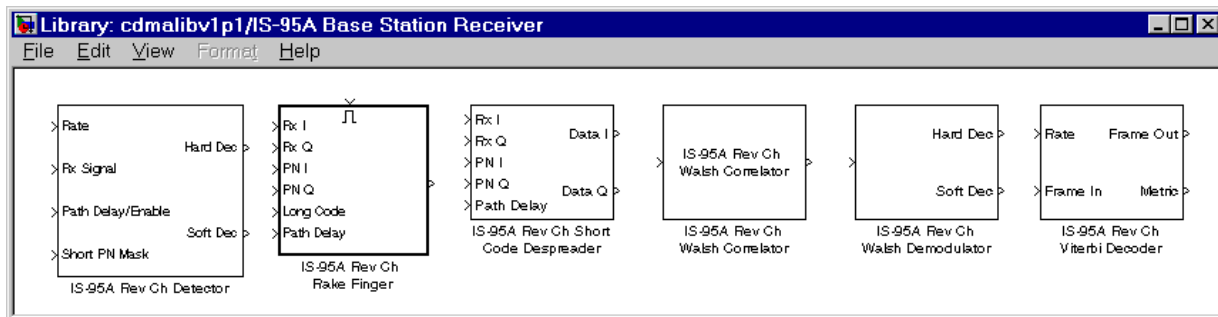 Library: cdmalibv1p1/IS-95A Base Station Receiver
File Edit View Format Help
Rate
Rx Signal
Path Delay/Enable
Short PN Mask
Hard Dec
Soft Dec
IS-95A Rev Ch Detector
Rx I
Rx Q
PN I
PN Q
Long Code
Path Delay
IS-95A Rev Ch
Rake Finger
Rx I
Rx Q
PN I
PN Q
Path Delay
Data I
Data Q
IS-95A Rev Ch Short
Code Despreader
IS-95A Rev Ch
Walsh Correlator
IS-95A Rev Ch
Walsh Correlator
Hard Dec
Soft Dec
IS-95A Rev Ch
Walsh Demodulator
Rate
Frame In
Frame Out
Metric
IS-95A Rev Ch
Viterbi Decoder